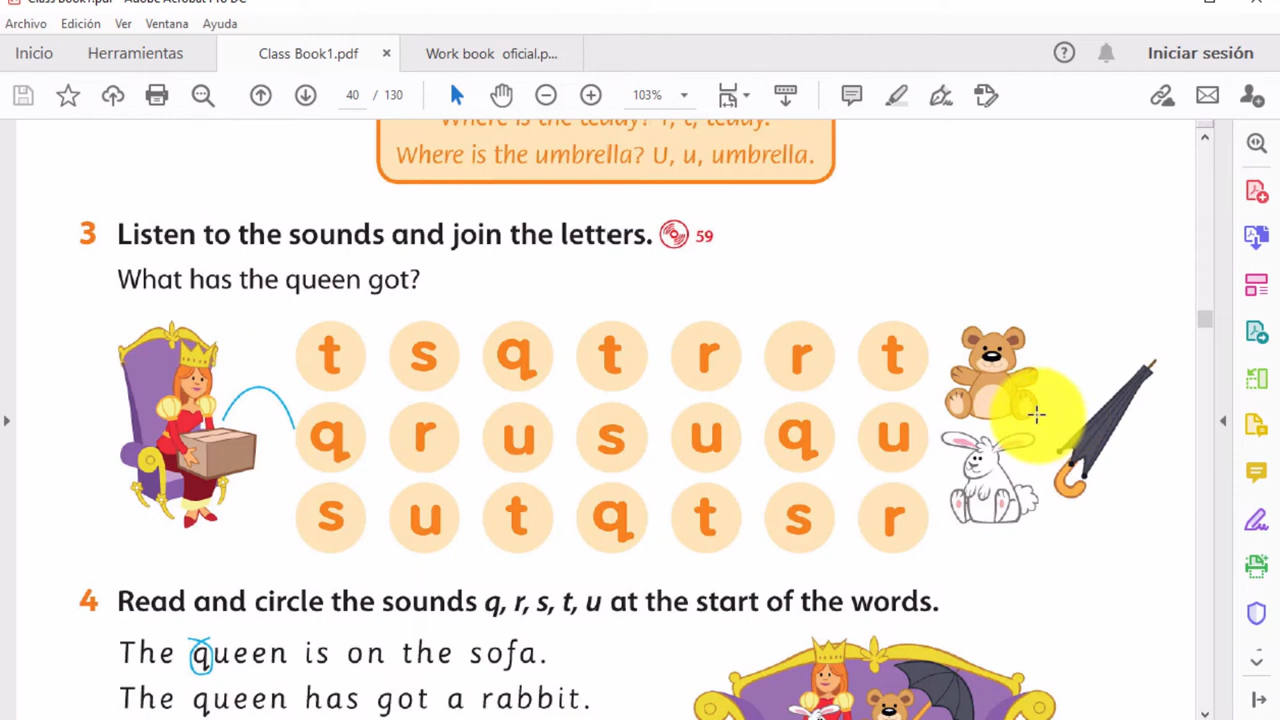 Archivo Edición Ver Ventana Ayuda
Inicio Herramientas Class Book1.pdf × Work book oficial.p... Iniciar sesión
40 / 130 103%
Where is the umbrella? U, u, umbrella.
3 Listen to the sounds and join the letters. 59
What has the queen got?
t s q t r r t
q r u s u q u
s u t q t s r
4 Read and circle the sounds q, r, s, t, u at the start of the words.
The queen is on the sofa.
The queen has got a rabbit.